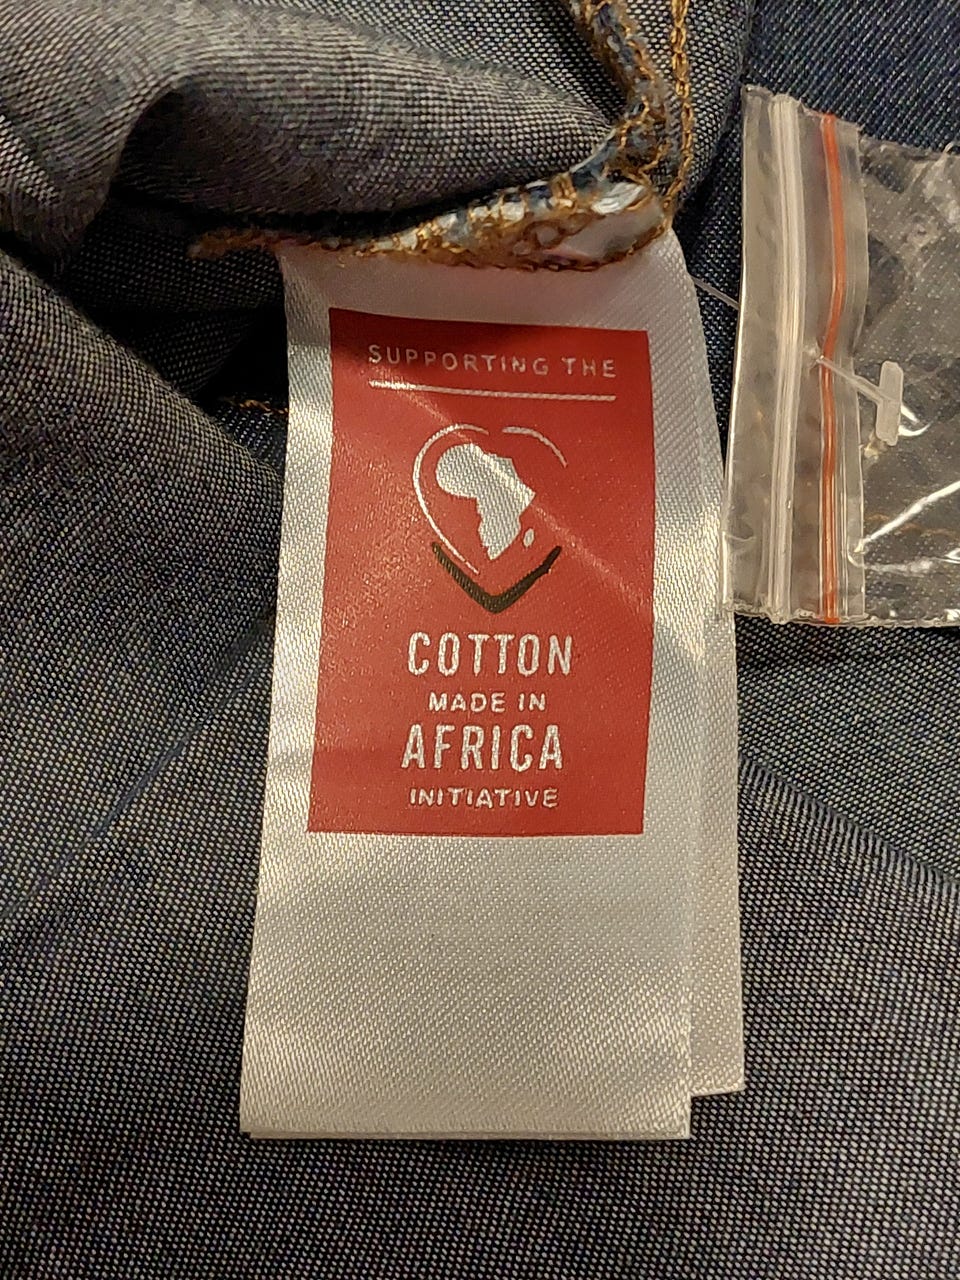 SUPPORTING THE
COTTON
MADE IN
AFRICA
INITIATIVE